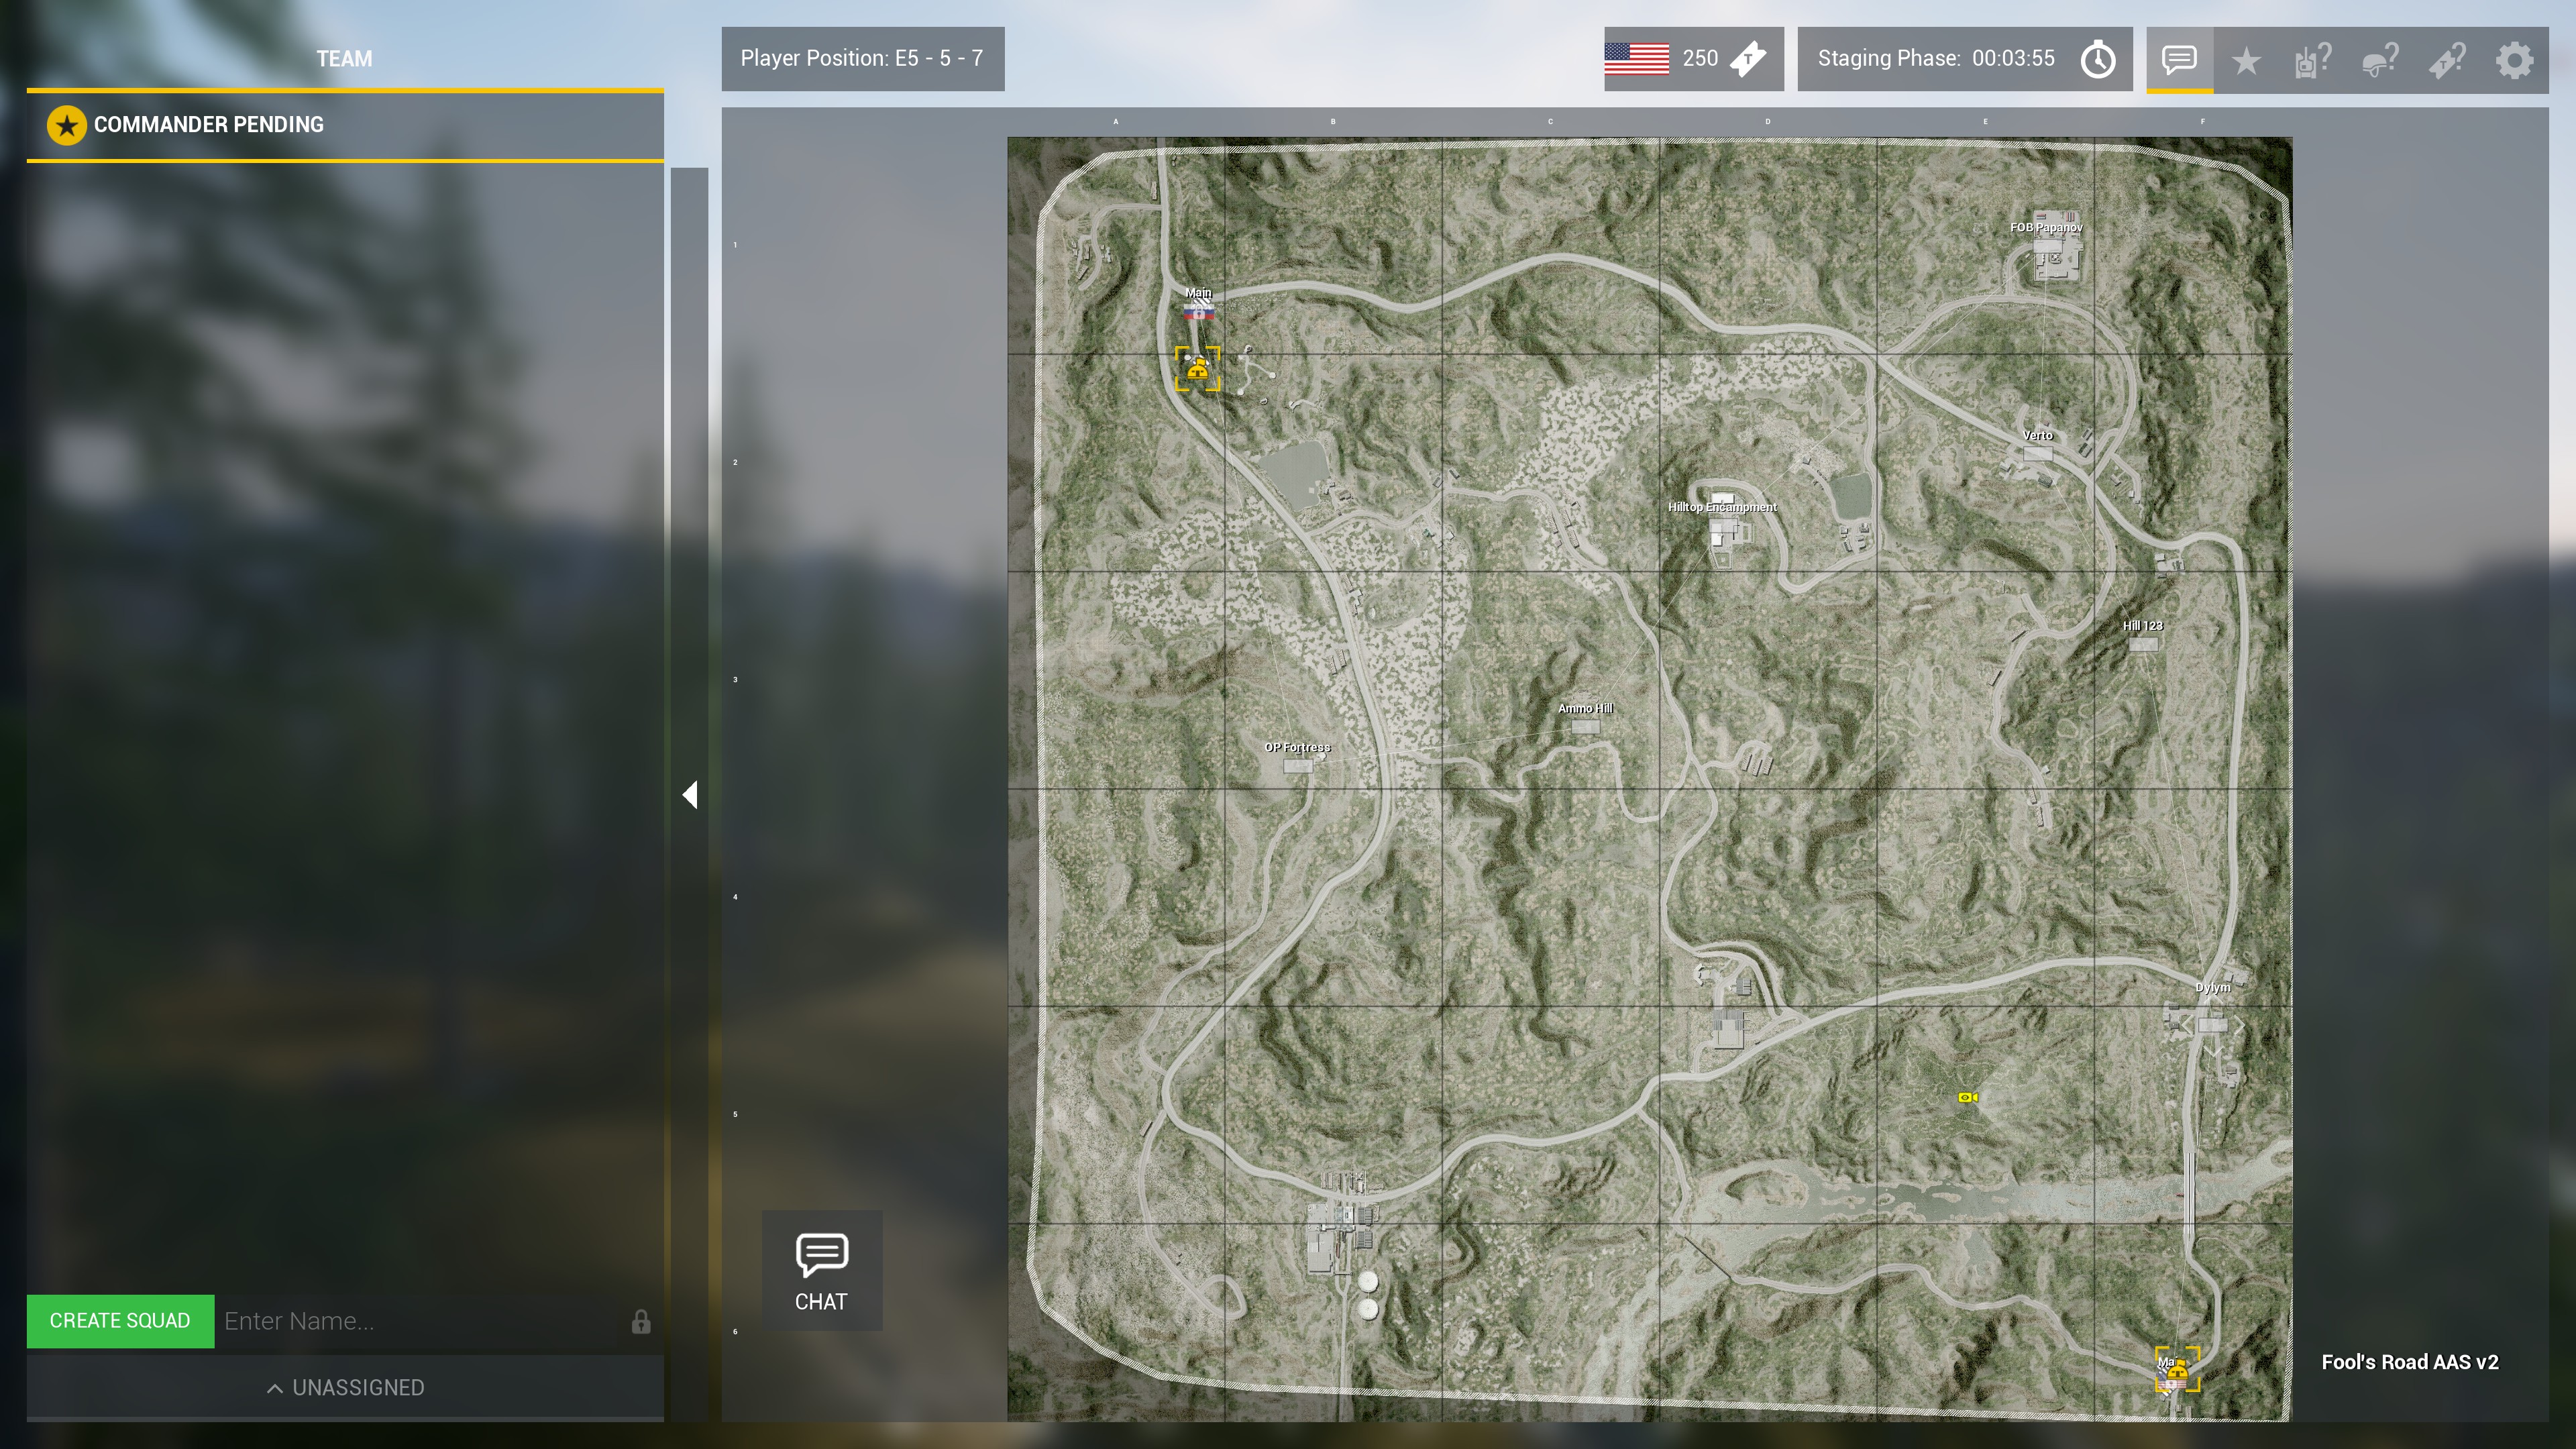 TEAM
Player Position: E5 - 5 - 7
250
T
Staging Phase: 00:03:55
?
?
T?
COMMANDER PENDING
A
B
C
D
E
F
1
FOB Papanov
Main
Verto
2
Hilltop Encampment
Hill 123
3
Ammo Hill
OP Fortress
4
Dylym
5
CHAT
CREATE SQUAD
Enter Name...
6
UNASSIGNED
Ma
Fool's Road AAS v2